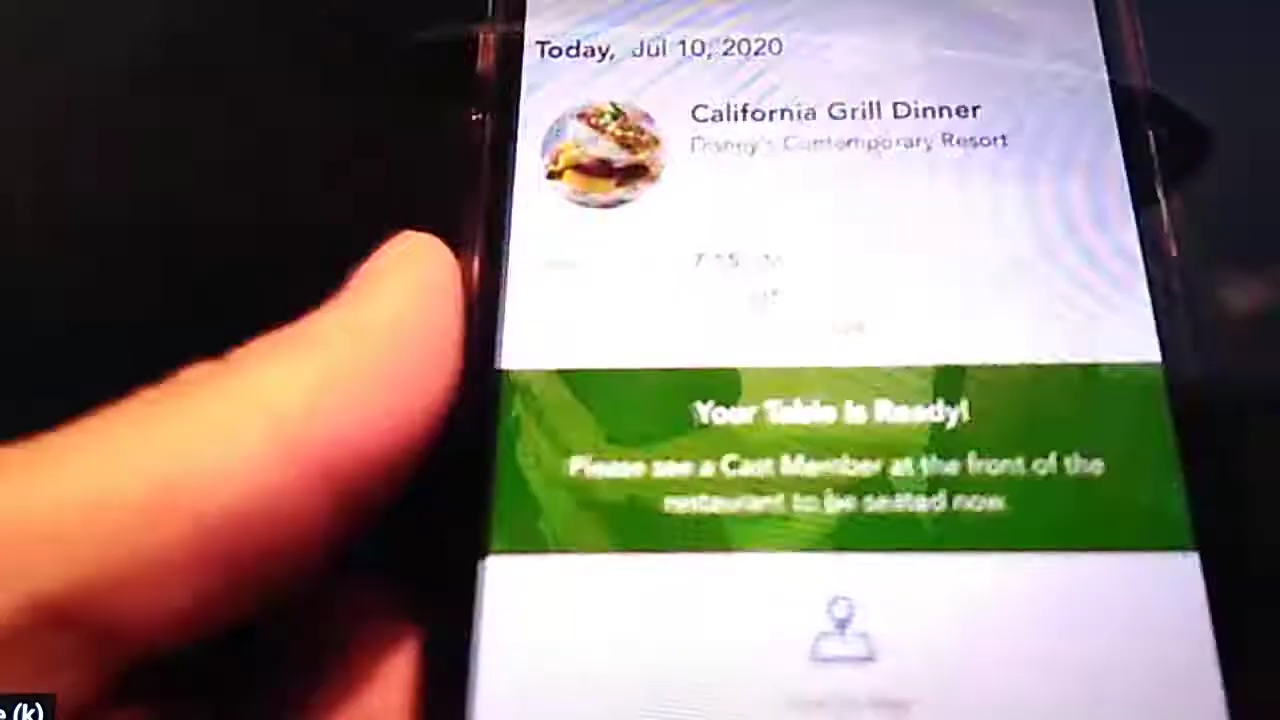 Today, Jul 10, 2020
California Grill Dinner
Disney's Contemporary Resort
Your Table Is Ready!
Please see a Cast Member at the front of the
restaurant to be seated now.
e (k)